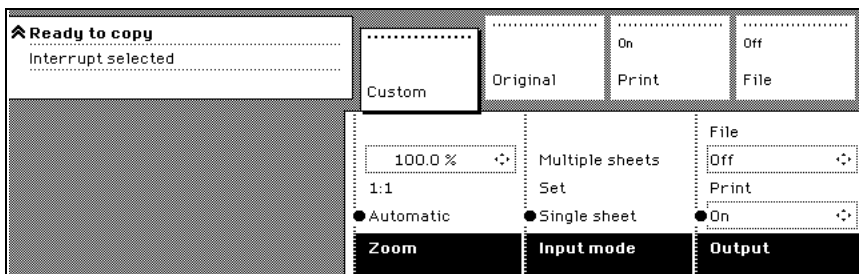 Ready to copy
Interrupt selected
Custom
Original
On
Print
Off
File
100.0 %
1:1
Automatic
Zoom
Multiple sheets
Set
Single sheet
Input mode
File
Off
Print
On
Output